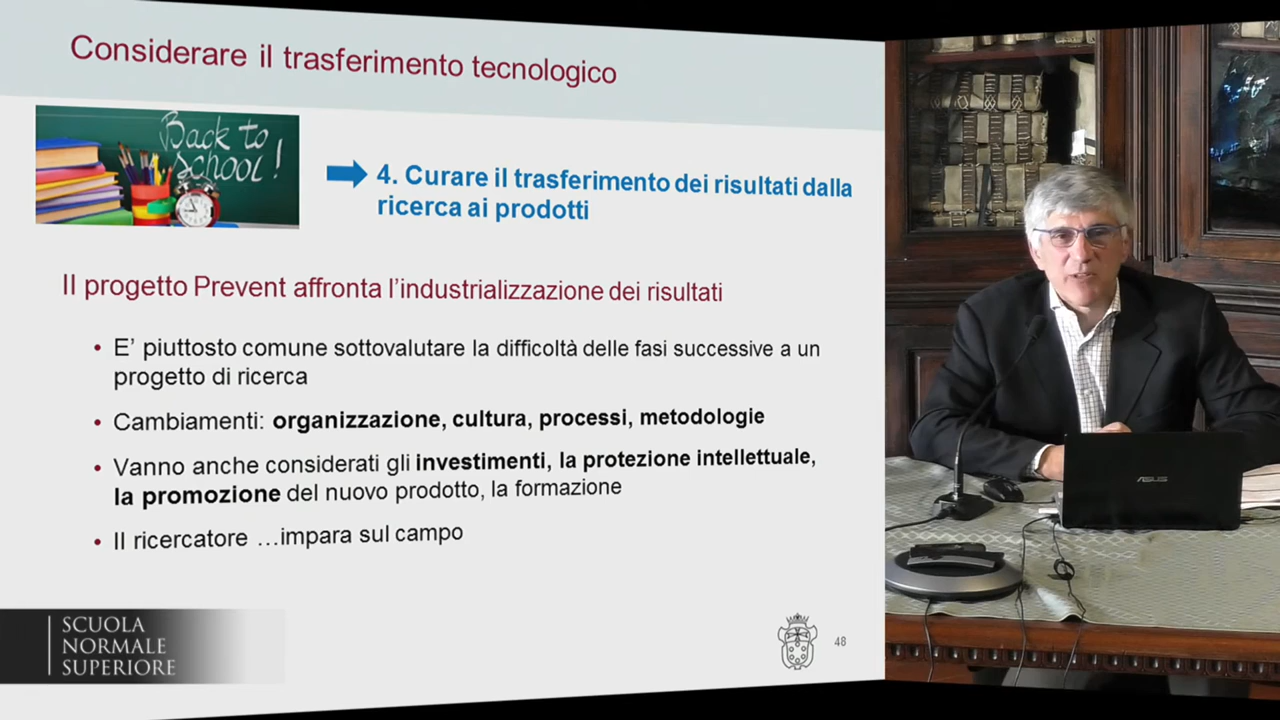 Considerare il trasferimento tecnologico
Back to
school!
4. Curare il trasferimento dei risultati dalla
ricerca ai prodotti
Il progetto Prevent affronta l'industrializzazione dei risultati
• E' piuttosto comune sottovalutare la difficoltà delle fasi successive a un
progetto di ricerca
• Cambiamenti: organizzazione, cultura, processi, metodologie
• Vanno anche considerati gli investimenti, la protezione intellettuale,
la promozione del nuovo prodotto, la formazione
• Il ricercatore …impara sul campo
SCUOLA
NORMALE
SUPERIORE
48
ASUS